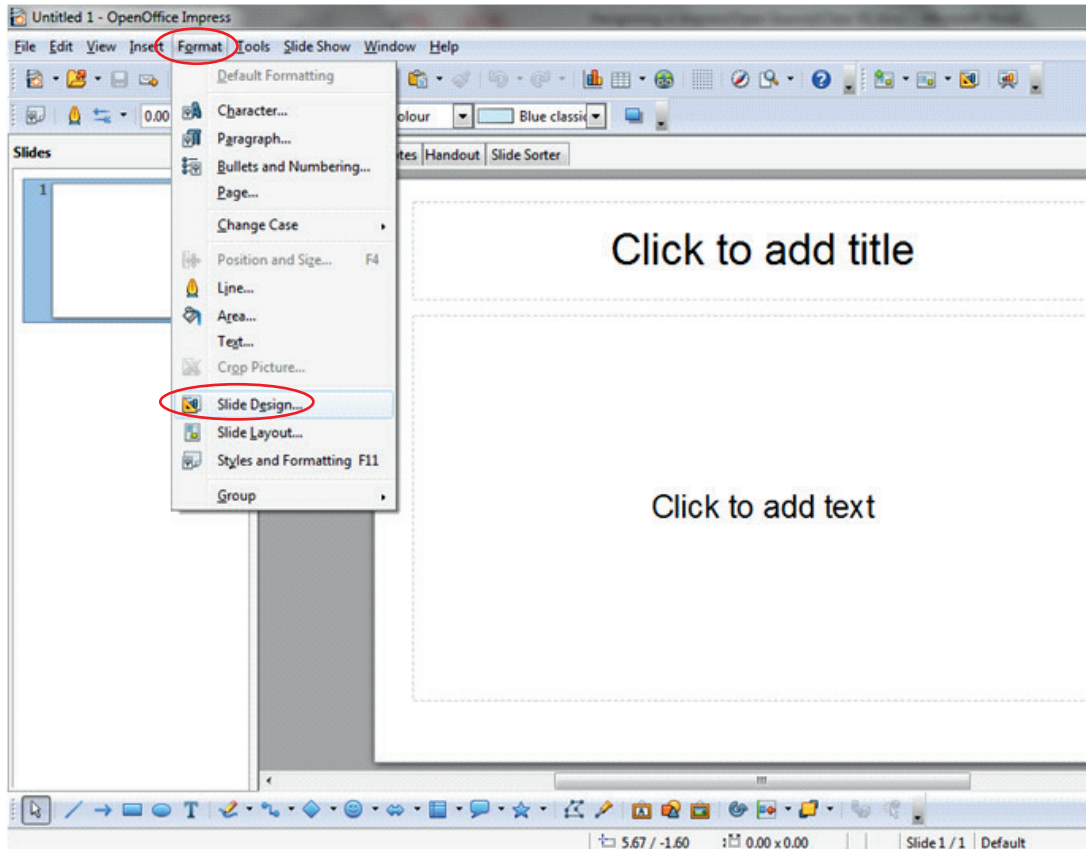 Untitled 1 - OpenOffice Impress
File Edit View Insert Format Tools Slide Show Window Help
Default Formatting
0.00
Character...
olour
Blue classic
Paragraph...
Slides
tes Handout Slide Sorter
Bullets and Numbering...
1
Page...
Change Case
Click to add title
Position and Size... F4
Line...
Area...
Text...
Crop Picture...
Slide Design...
Slide Layout...
Styles and Formatting F11
Group
Click to add text
5.67 / -1.60 0.00 x 0.00 Slide 1 / 1 Default